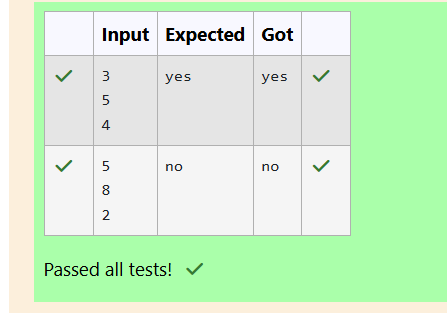 Input Expected Got
3 yes yes
5
4
5 no no
8
2
Passed all tests!